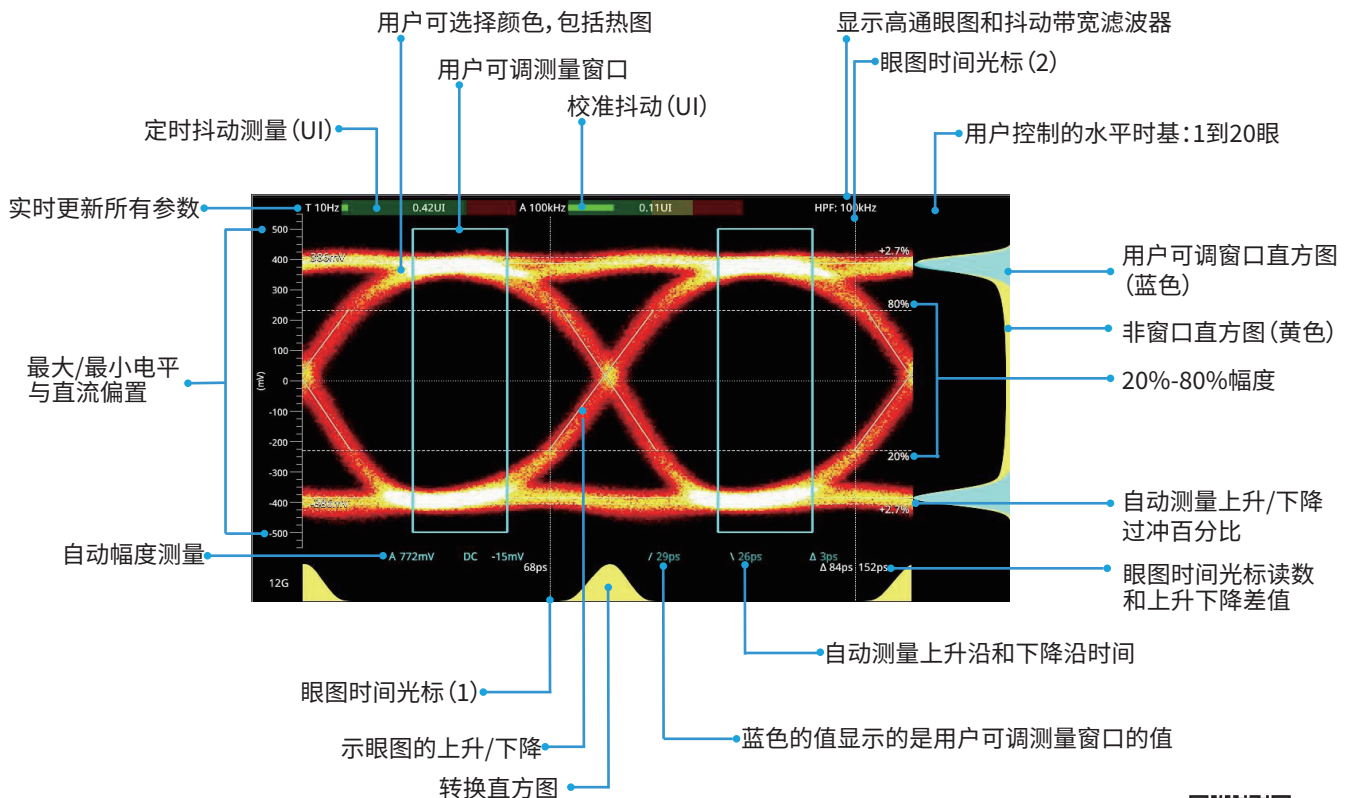 用户可选择颜色，包括热图
显示高通眼图和抖动带宽滤波器
用户可调测量窗口
眼图时间光标（2）
校准抖动（UI）
定时抖动测量（UI）
用户控制的水平时基：1到20眼
实时更新所有参数
T 10Hz
0.42UI
A 100kHz
0.11UI
HPF: 100kHz
500
400
300
200
100
0
-100
-200
-300
-400
-500
(mV)
386mV
+2.7%
80%
20%
+2.7%
用户可调窗口直方图
（蓝色）
非窗口直方图（黄色）
20%-80%幅度
最大/最小电平
与直流偏置
自动测量上升/下降
过冲百分比
自动幅度测量
A 772mV
DC -15mV
/ 29ps
\ 26ps
Δ 3ps
68ps
Δ 84ps
152ps
12G
眼图时间光标读数
和上升下降差值
自动测量上升沿和下降沿时间
眼图时间光标（1）
蓝色的值显示的是用户可调测量窗口的值
示眼图的上升/下降
转换直方图